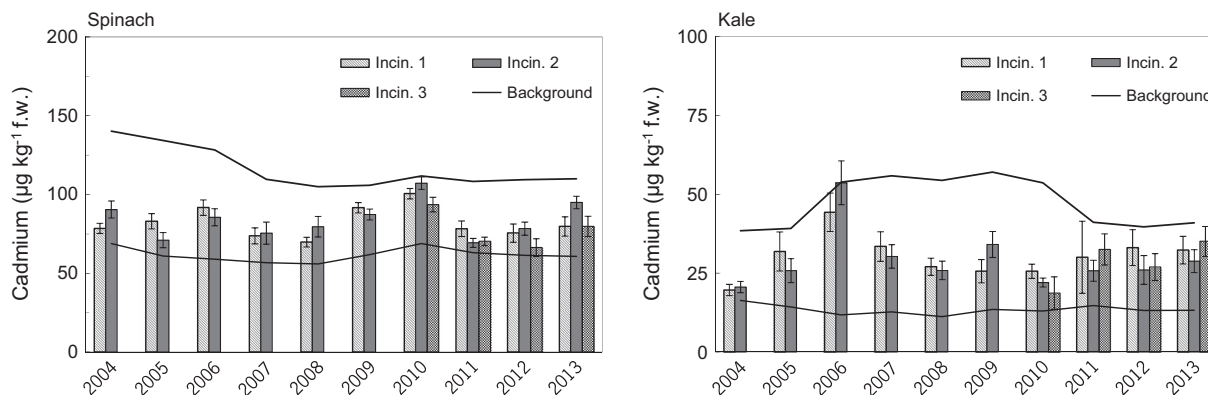 Spinach
Cadmium (µg kg⁻¹ f.w.)
200
150
100
50
0
Incin. 1
Incin. 2
Incin. 3
Background
2004
2005
2006
2007
2008
2009
2010
2011
2012
2013
Kale
Cadmium (µg kg⁻¹ f.w.)
100
75
50
25
0
Incin. 1
Incin. 2
Incin. 3
Background
2004
2005
2006
2007
2008
2009
2010
2011
2012
2013